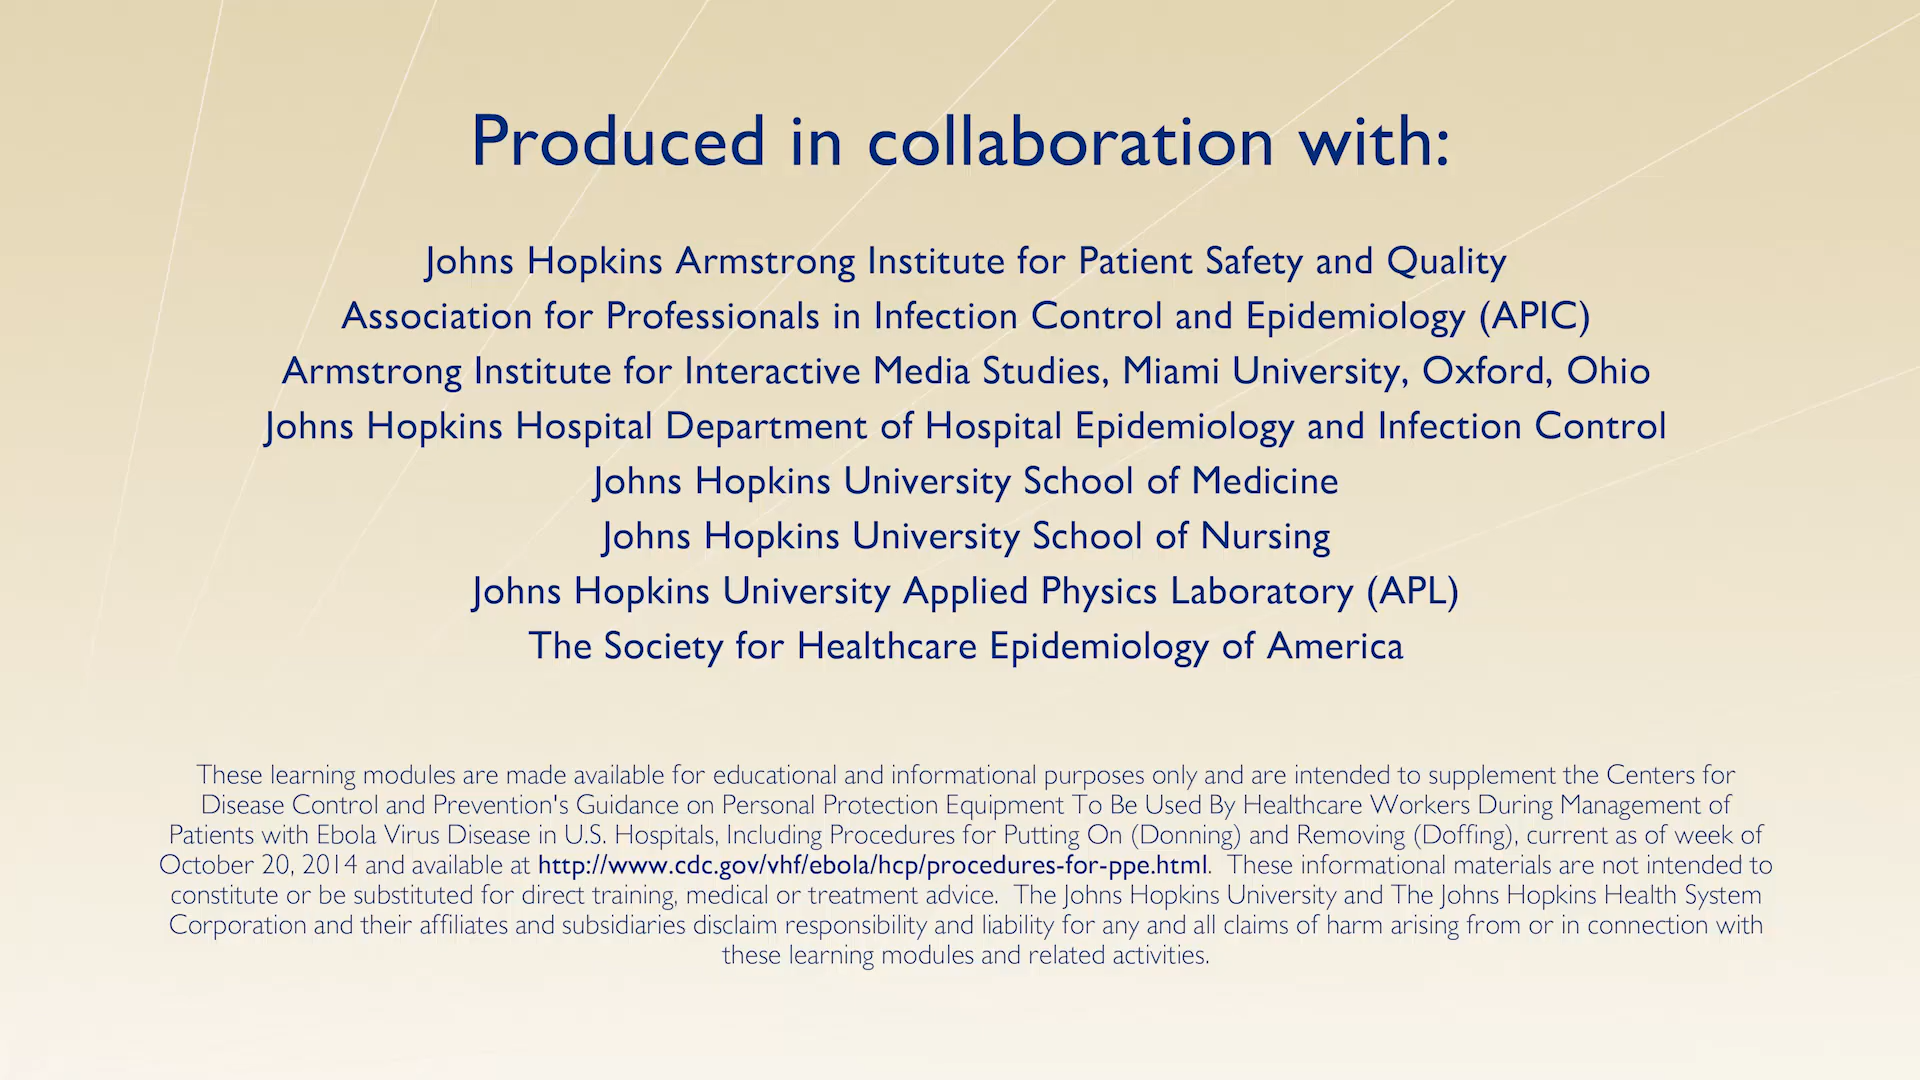 Produced in collaboration with:
Johns Hopkins Armstrong Institute for Patient Safety and Quality
Association for Professionals in Infection Control and Epidemiology (APIC)
Armstrong Institute for Interactive Media Studies, Miami University, Oxford, Ohio
Johns Hopkins Hospital Department of Hospital Epidemiology and Infection Control
Johns Hopkins University School of Medicine
Johns Hopkins University School of Nursing
Johns Hopkins University Applied Physics Laboratory (APL)
The Society for Healthcare Epidemiology of America
These learning modules are made available for educational and informational purposes only and are intended to supplement the Centers for
Disease Control and Prevention's Guidance on Personal Protection Equipment To Be Used By Healthcare Workers During Management of
Patients with Ebola Virus Disease in U.S. Hospitals, Including Procedures for Putting On (Donning) and Removing (Doffing), current as of week of
October 20, 2014 and available at http://www.cdc.gov/vhf/ebola/hcp/procedures-for-ppe.html.  These informational materials are not intended to
constitute or be substituted for direct training, medical or treatment advice.  The Johns Hopkins University and The Johns Hopkins Health System
Corporation and their affiliates and subsidiaries disclaim responsibility and liability for any and all claims of harm arising from or in connection with
these learning modules and related activities.